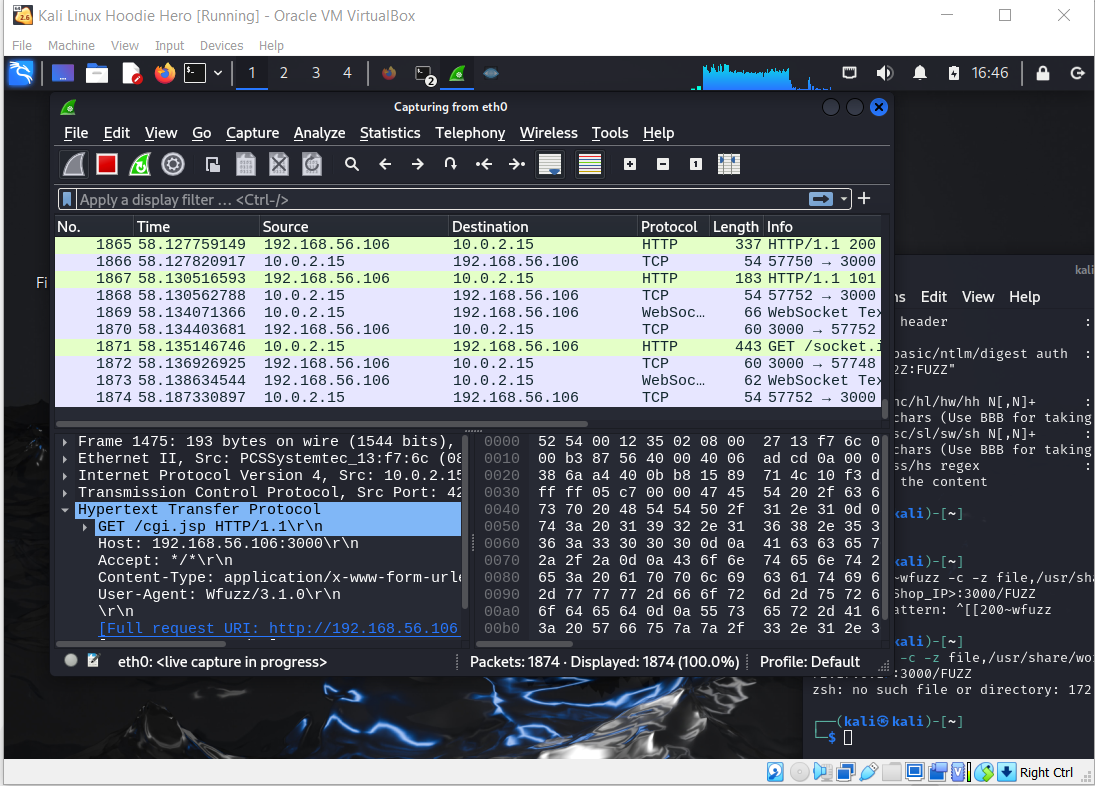 Kali Linux Hoodie Hero [Running] - Oracle VM VirtualBox
File Machine View Input Devices Help
1 2 3 4 2 16:46
Capturing from eth0
File Edit View Go Capture Analyze Statistics Telephony Wireless Tools Help
Apply a display filter … <Ctrl-/>
No. Time Source Destination Protocol Length Info
1865 58.127759149 192.168.56.106 10.0.2.15 HTTP 337 HTTP/1.1 200
1866 58.127820917 10.0.2.15 192.168.56.106 TCP 54 57750 → 3000
1867 58.130516593 192.168.56.106 10.0.2.15 HTTP 183 HTTP/1.1 101
1868 58.130562788 10.0.2.15 192.168.56.106 TCP 54 57752 → 3000
1869 58.134071366 10.0.2.15 192.168.56.106 WebSoc… 66 WebSocket Tex
1870 58.134403681 192.168.56.106 10.0.2.15 TCP 60 3000 → 57752
1871 58.135146746 10.0.2.15 192.168.56.106 HTTP 443 GET /socket.i
1872 58.136926925 192.168.56.106 10.0.2.15 TCP 60 3000 → 57748
1873 58.138634544 192.168.56.106 10.0.2.15 WebSoc… 62 WebSocket Tex
1874 58.187330897 10.0.2.15 192.168.56.106 TCP 54 57752 → 3000
Frame 1475: 193 bytes on wire (1544 bits),
Ethernet II, Src: PCSSystemtec_13:f7:6c (08
Internet Protocol Version 4, Src: 10.0.2.15
Transmission Control Protocol, Src Port: 42
Hypertext Transfer Protocol
GET /cgi.jsp HTTP/1.1\r\n
Host: 192.168.56.106:3000\r\n
Accept: */*\r\n
Content-Type: application/x-www-form-urle
User-Agent: Wfuzz/3.1.0\r\n
\r\n
[Full request URI: http://192.168.56.106
0000 52 54 00 12 35 02 08 00 27 13 f7 6c 0
0010 00 b3 87 56 40 00 40 06 ad cd 0a 00 0
0020 38 6a a4 40 0b b8 15 89 71 4c 10 f3 d
0030 ff ff 05 c7 00 00 47 45 54 20 2f 63 6
0040 73 70 20 48 54 54 50 2f 31 2e 31 0d 0
0050 74 3a 20 31 39 32 2e 31 36 38 2e 35 3
0060 36 3a 33 30 30 30 0d 0a 41 63 63 65 7
0070 2a 2f 2a 0d 0a 43 6f 6e 74 65 6e 74 2
0080 65 3a 20 61 70 70 6c 69 63 61 74 69 6
0090 2d 77 77 77 2d 66 6f 72 6d 2d 75 72 6
00a0 6f 64 65 64 0d 0a 55 73 65 72 2d 41 6
00b0 3a 20 57 66 75 7a 7a 2f 33 2e 31 2e 3
eth0: <live capture in progress> Packets: 1874 · Displayed: 1874 (100.0%) Profile: Default
Fi
kali
ns Edit View Help
header :
basic/ntlm/digest auth :
2Z:FUZZ"
hc/hl/hw/hh N[,N]+ :
chars (Use BBB for taking
sc/sl/sw/sh N[,N]+ :
chars (Use BBB for taking
ss/hs regex :
the content
kali)-[~]
kali)-[~]
~wfuzz -c -z file,/usr/sha
Shop_IP>:3000/FUZZ
attern: ^[[200~wfuzz
kali)-[~]
-c -z file,/usr/share/wo
:3000/FUZZ
zsh: no such file or directory: 172
(kali㉿kali)-[~]
$
Right Ctrl